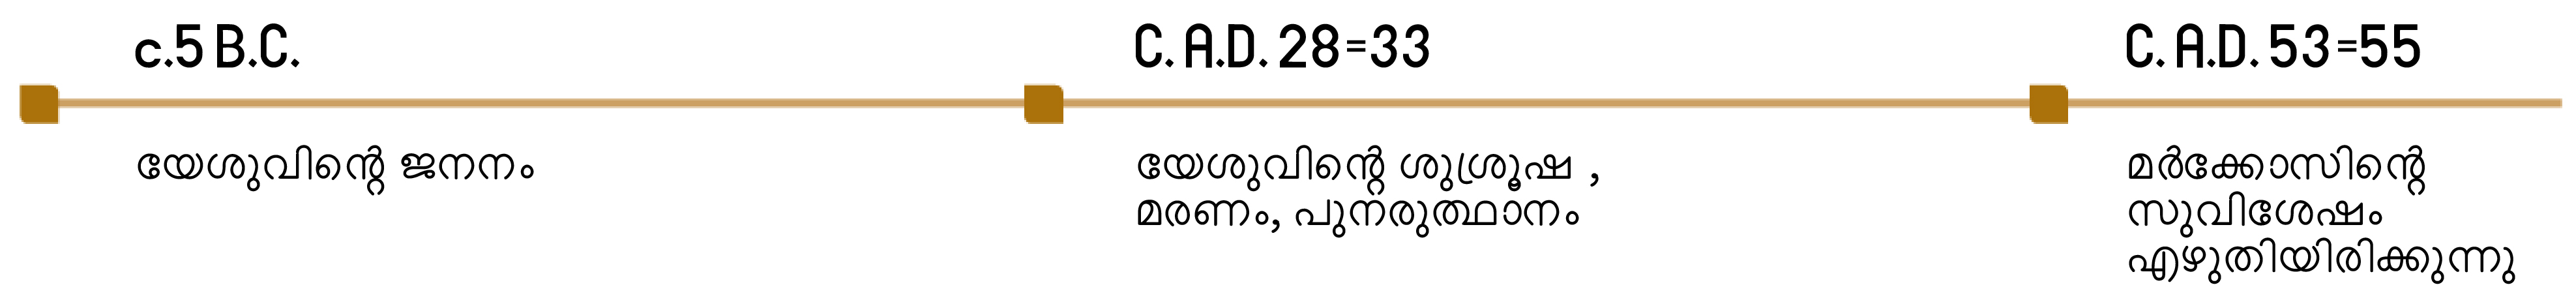 c.5 B.C.
C. A.D. 28=33
C. A.D. 53=55
യേശുവിന്റെ ജനനം
യേശുവിന്റെ ശുശ്രൂഷ ,
മരണം, പുനരുത്ഥാനം
മർക്കോസിന്റെ
സുവിശേഷം
എഴുതിയിരിക്കുന്നു